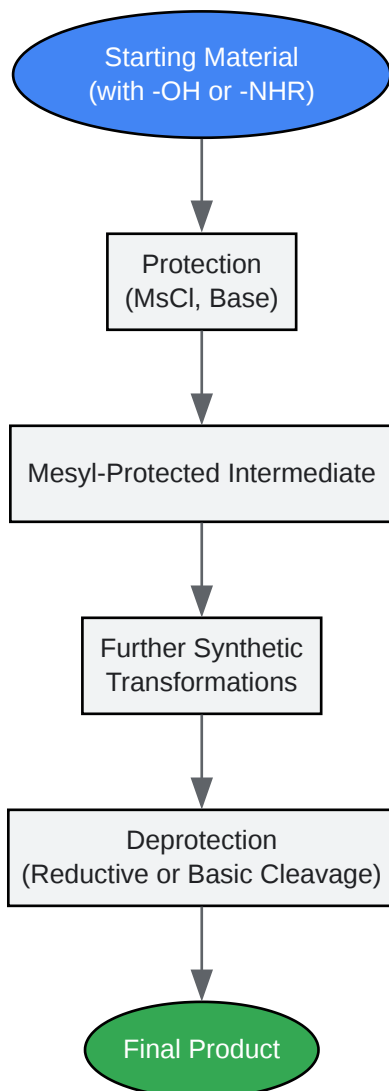 Starting Material
(with -OH or -NHR)
Protection
(MsCl, Base)
Mesyl-Protected Intermediate
Further Synthetic
Transformations
Deprotection
(Reductive or Basic Cleavage)
Final Product